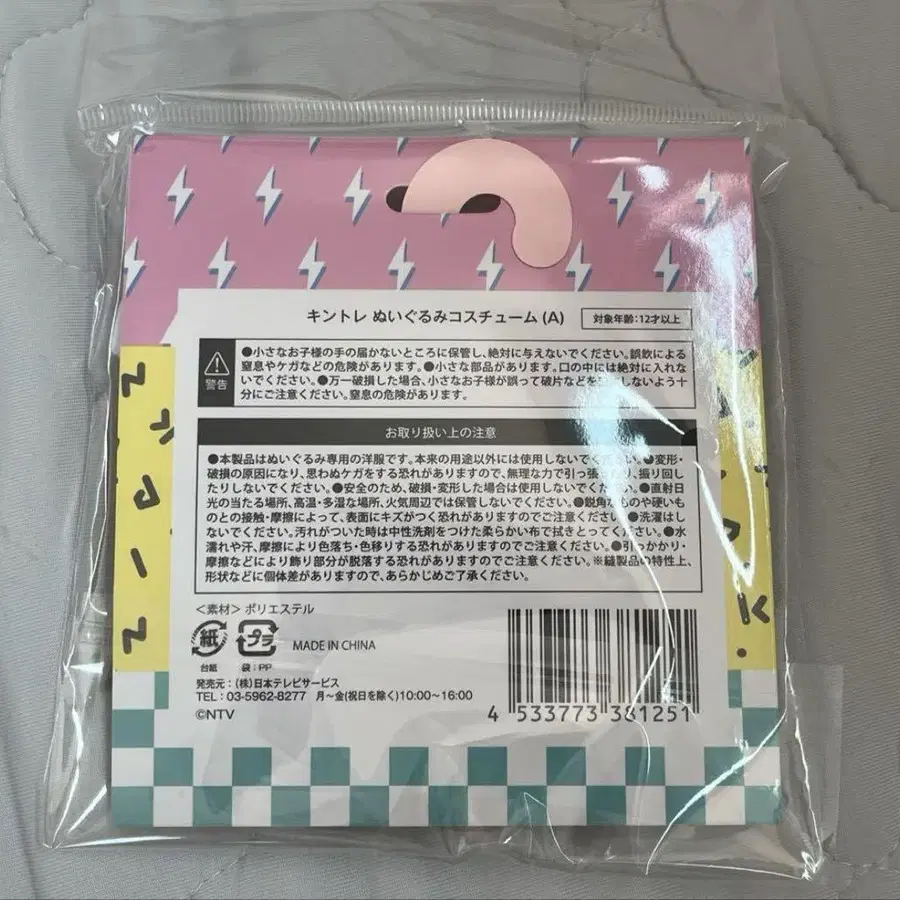 キントレ ぬいぐるみコスチューム (A)
対象年齢:12才以上
警告
●小さなお子様の手の届かないところに保管し、絶対に与えないでください。誤飲による
窒息やケガなどの危険があります。●小さな部品があります。口の中には絶対に入れな
いでください。●万一破損した場合、小さなお子様が誤って破片などを しないよう十
分にご注意ください。窒息の危険があります。
お取り扱い上の注意
●本製品はぬいぐるみ専用の洋服です。本来の用途以外には使用しないでください。●変形・
破損の原因になり、思わぬケガをする恐れがありますので、無理な力で引っ張 り、振り回し
たりしないでください。●安全のため、破損・変形した場合は使用しないでください。●直射日
光の当たる場所、高温・多湿な場所、火気周辺では保管しないでください。●鋭角なものや硬いも
のとの接触・摩擦によって、表面にキズがつく恐れがありますのでご注意ください。●洗濯はし
ないでください。汚れがついた時は中性洗剤をつけた柔らかい布で拭きとってください。●水
濡れや汗、摩擦により色落ち・色移りする恐れがありますのでご注意ください。●引っかかり・
摩擦などにより飾り部分が脱落する恐れがありますのでご注意ください。※縫製品の特性上、
形状などに個体差がありますので、あらかじめご了承ください。
<素材> ポリエステル
紙
プラ
MADE IN CHINA
台紙
袋:PP
発売元:(株)日本テレビサービス
TEL:03-5962-8277 月~金(祝日を除く)10:00~16:00
©NTV
4 533773 381251